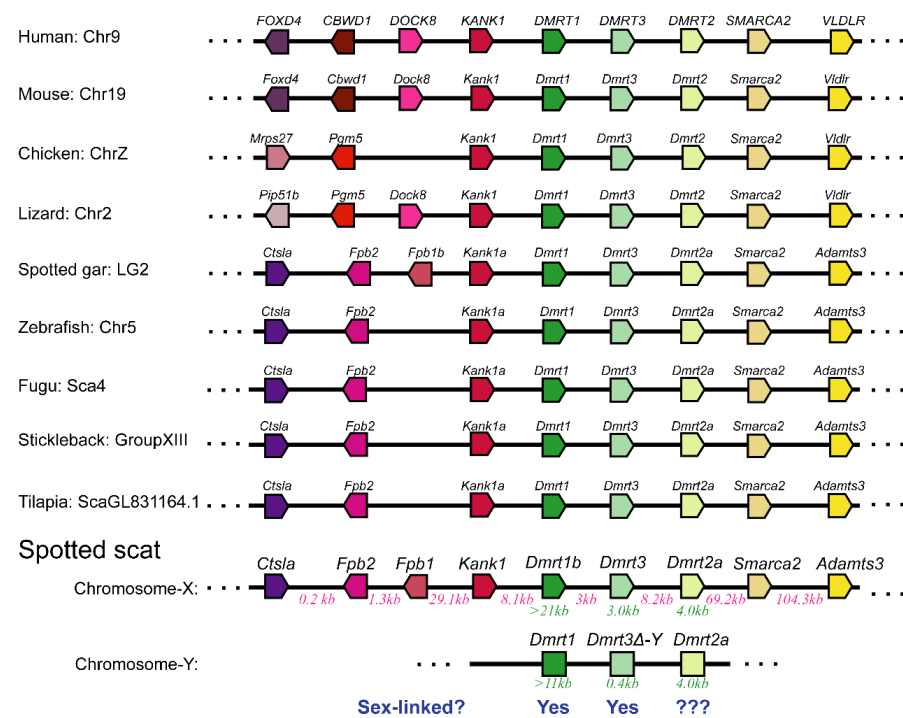 FOXD4 CBWD1 DOCK8 KANK1 DMRT1 DMRT3 DMRT2 SMARCA2 VLDLR
Human: Chr9
Foxd4 Cbwd1 Dock8 Kank1 Dmrt1 Dmrt3 Dmrt2 Smarca2 Vldlr
Mouse: Chr19
Mrps27 Pgm5 Kank1 Dmrt1 Dmrt3 Dmrt2 Smarca2 Vldlr
Chicken: ChrZ
Pip51b Pgm5 Dock8 Kank1 Dmrt1 Dmrt3 Dmrt2 Smarca2 Vldlr
Lizard: Chr2
Ctsla Fpb2 Fpb1b Kank1a Dmrt1 Dmrt3 Dmrt2a Smarca2 Adamts3
Spotted gar: LG2
Ctsla Fpb2 Kank1a Dmrt1 Dmrt3 Dmrt2a Smarca2 Adamts3
Zebrafish: Chr5
Ctsla Fpb2 Kank1a Dmrt1 Dmrt3 Dmrt2a Smarca2 Adamts3
Fugu: Sca4
Ctsla Fpb2 Kank1a Dmrt1 Dmrt3 Dmrt2a Smarca2 Adamts3
Stickleback: GroupXIII
Ctsla Fpb2 Kank1a Dmrt1 Dmrt3 Dmrt2a Smarca2 Adamts3
Tilapia: ScaGL831164.1
Spotted scat
Ctsla Fpb2 Fpb1 Kank1 Dmrt1b Dmrt3 Dmrt2a Smarca2 Adamts3
Chromosome-X:
0.2 kb 1.3kb 29.1kb 8.1kb 3kb 8.2kb 69.2kb 104.3kb
>21kb 3.0kb 4.0kb
Dmrt1 Dmrt3Δ-Y Dmrt2a
Chromosome-Y:
>11kb 0.4kb 4.0kb
Sex-linked? Yes Yes ???